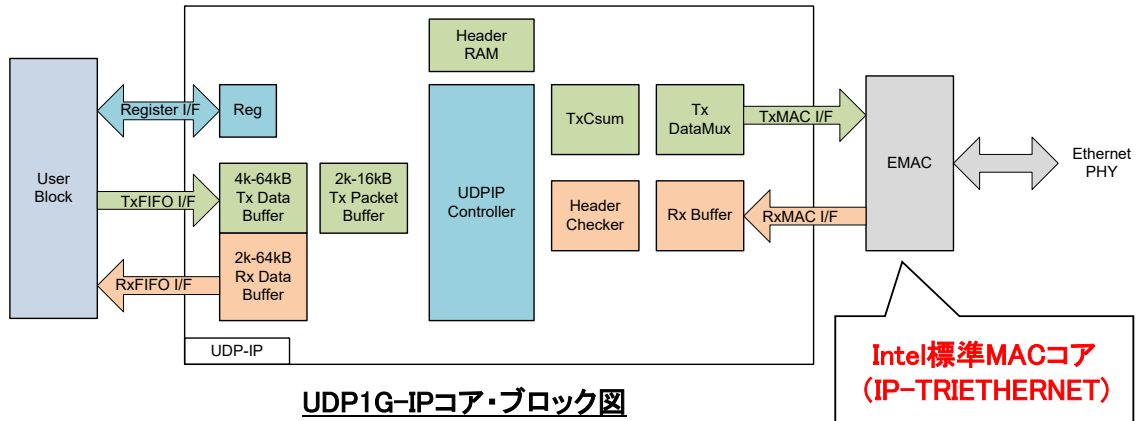 Header
RAM
User
Block
Register I/F
Reg
TxFIFO I/F
4k-64kB
Tx Data
Buffer
2k-16kB
Tx Packet
Buffer
RxFIFO I/F
2k-64kB
Rx Data
Buffer
UDPIP
Controller
TxCsum
Tx
DataMux
TxMAC I/F
Header
Checker
Rx Buffer
RxMAC I/F
EMAC
Ethernet
PHY
UDP-IP
Intel標準MACコア
(IP-TRIETHERNET)
UDP1G-IPコア・ブロック図